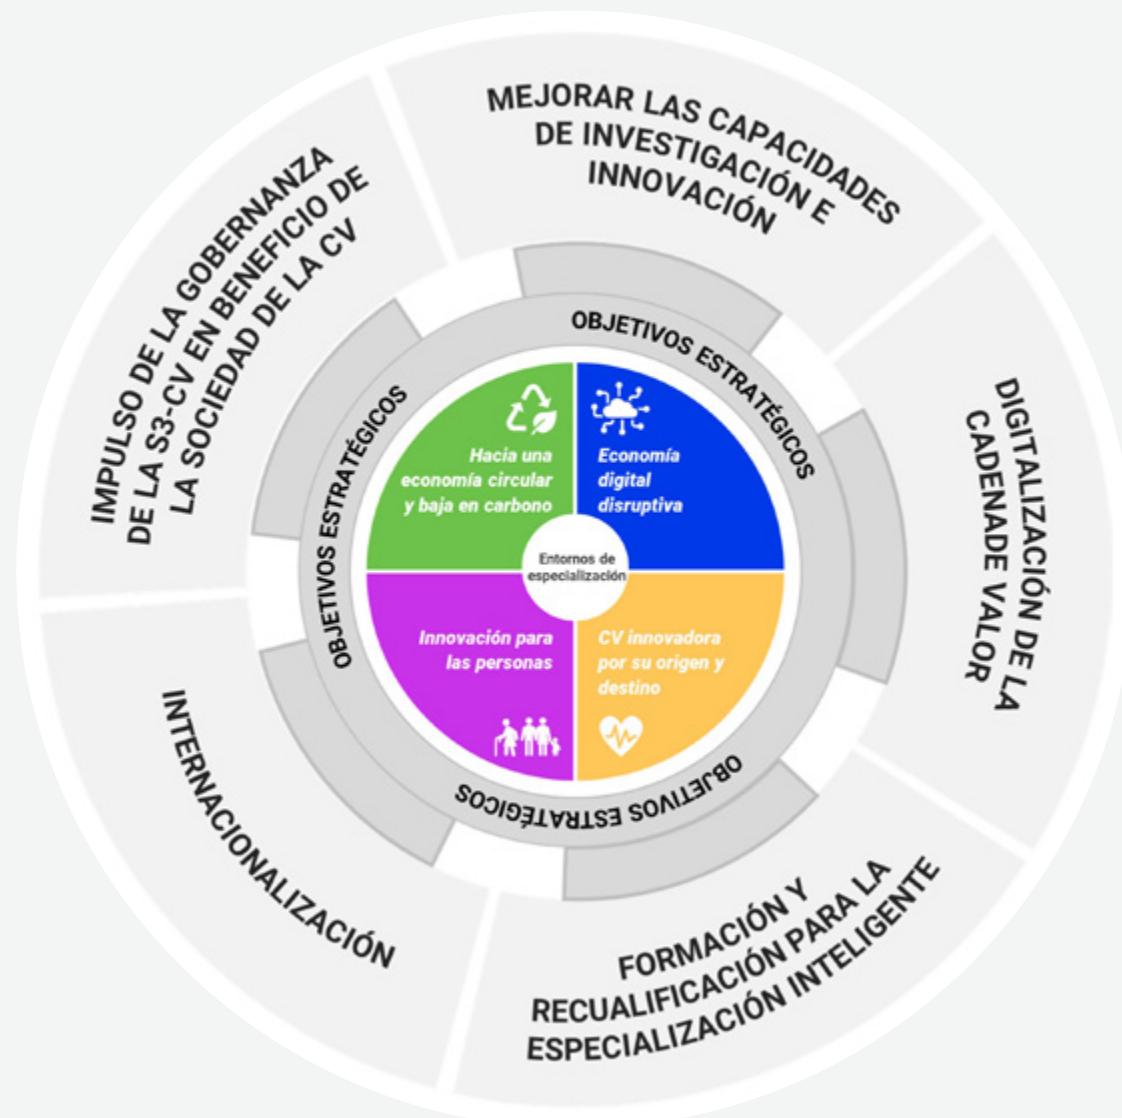 MEJORAR LAS CAPACIDADES
DE INVESTIGACIÓN E
INNOVACIÓN
DIGITALIZACIÓN DE LA
CADENADE VALOR
FORMACIÓN Y
RECUALIFICACIÓN PARA LA
ESPECIALIZACIÓN INTELIGENTE
INTERNACIONALIZACIÓN
IMPULSO DE LA GOBERNANZA
DE LA S3-CV EN BENEFICIO DE
LA SOCIEDAD DE LA CV
OBJETIVOS ESTRATÉGICOS
OBJETIVOS ESTRATÉGICOS
OBJETIVOS ESTRATÉGICOS
Hacia una
economía circular
y baja en carbono
Economía
digital
disruptiva
Entornos de
especialización
Innovación para
las personas
CV innovadora
por su origen y
destino